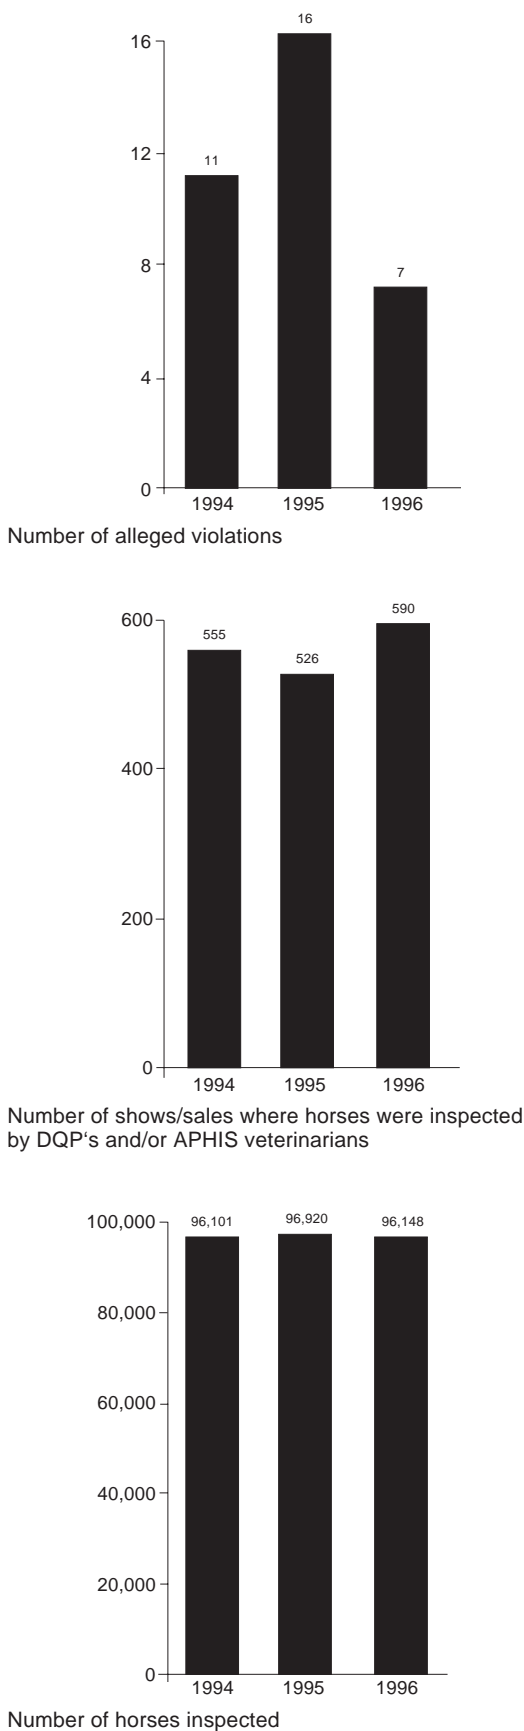 16
16
11
12
8
7
4
0
1994 1995 1996
Number of alleged violations
590
600
555
526
400
200
0
1994 1995 1996
Number of shows/sales where horses were inspected
by DQP‘s and/or APHIS veterinarians
100,000 96,101 96,920 96,148
80,000
60,000
40,000
20,000
0
1994 1995 1996
Number of horses inspected